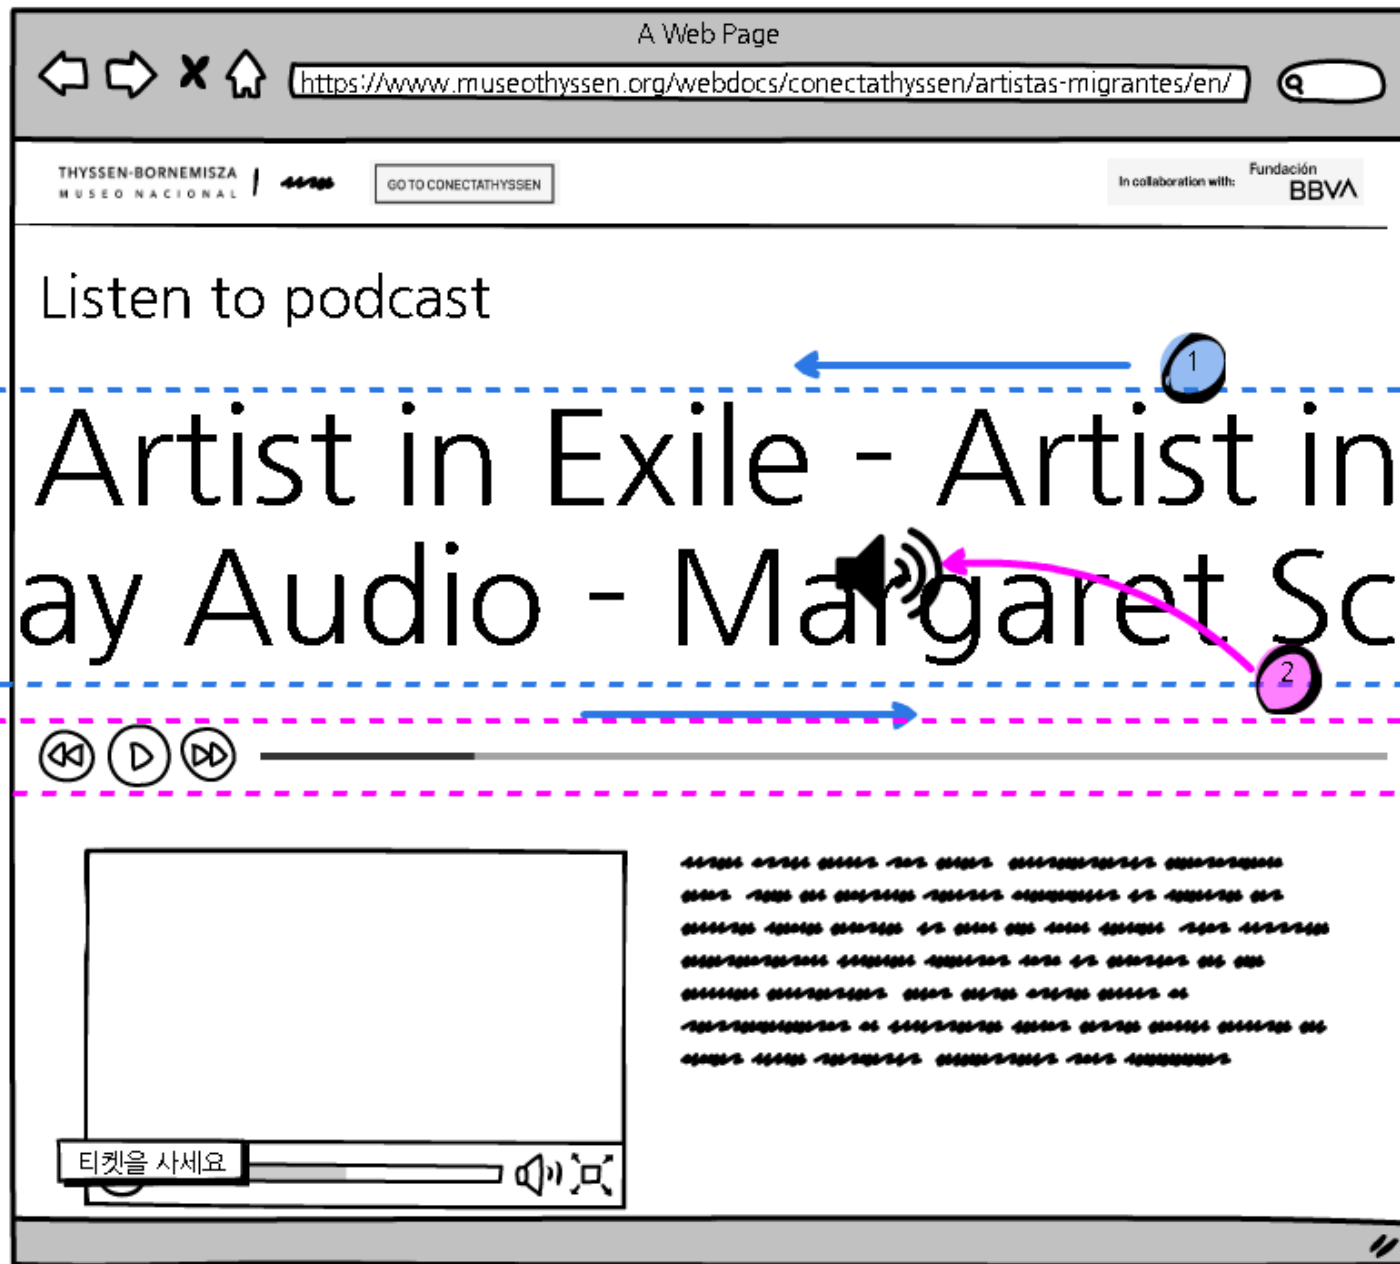 A Web Page
https://www.museothyssen.org/webdocs/conectathyssen/artistas-migrantes/en/
THYSSEN-BORNEMISZA
MUSEO NACIONAL
GO TO CONECTATHYSSEN
In collaboration with:
Fundación
BBVA
Listen to podcast
1
Artist in Exile - Artist in
ay Audio - Margaret Sc
2
티켓을 사세요